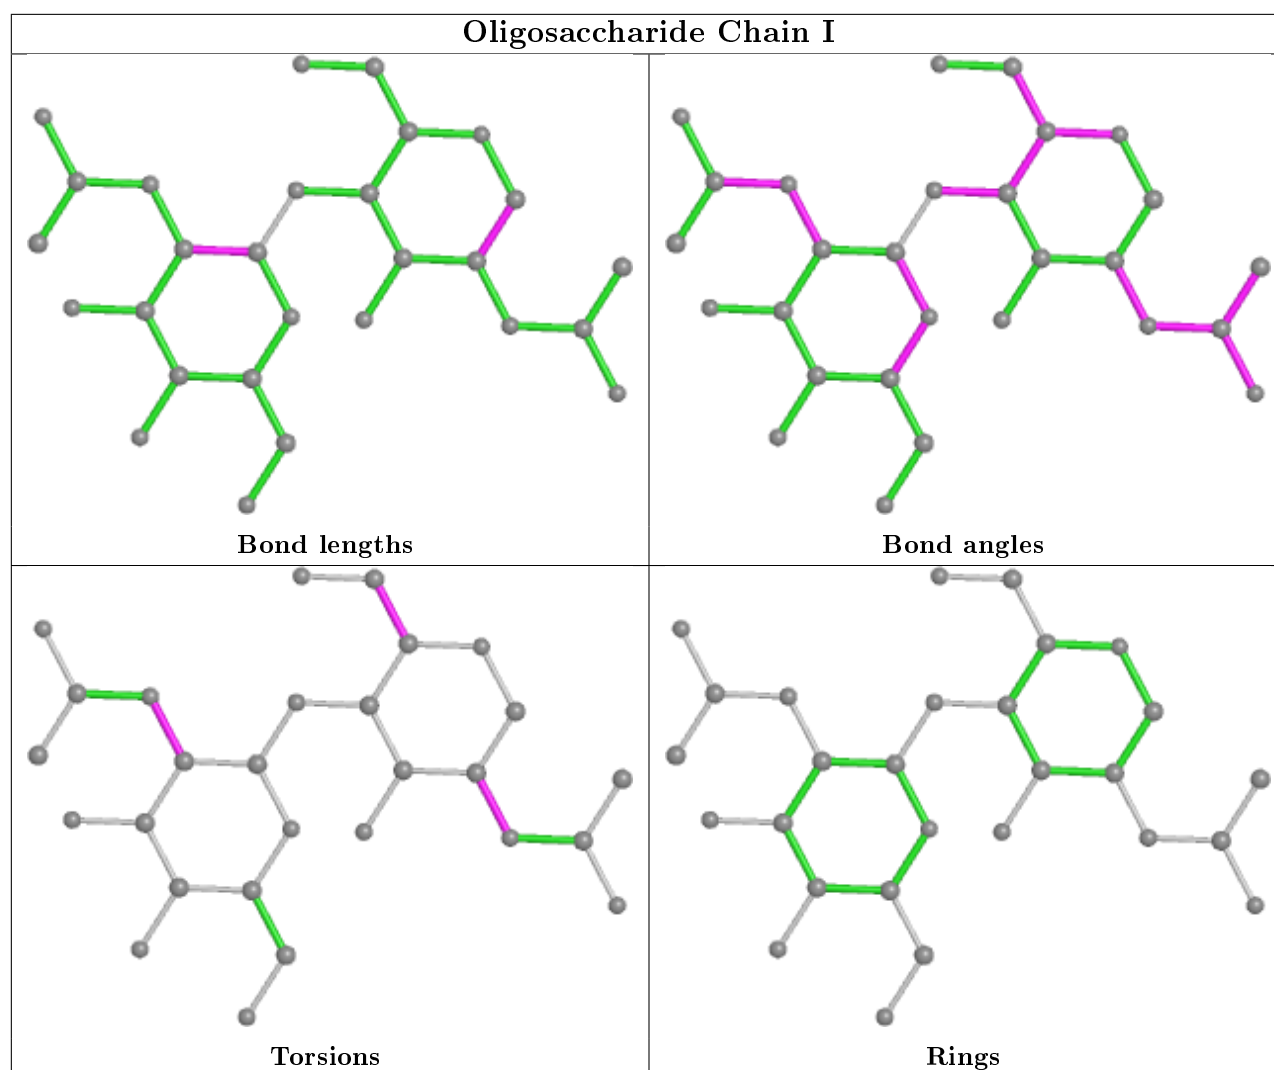 Oligosaccharide Chain I
Bond lengths
Bond angles
Torsions
Rings